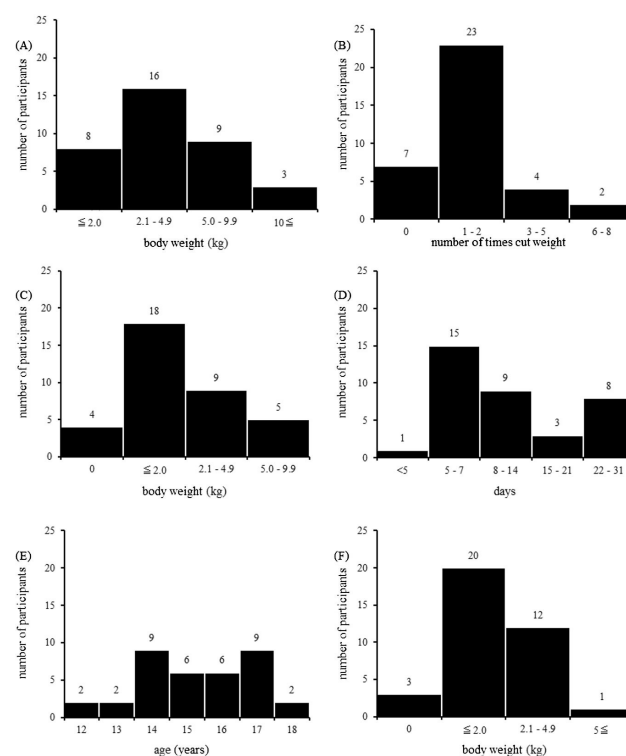 (A)
number of participants
25
20
15
10
5
0
8
16
9
3
≦2.0
2.1 - 4.9
5.0 - 9.9
10≦
body weight (kg)
(B)
number of participants
25
20
15
10
5
0
7
23
4
2
0
1 - 2
3 - 5
6 - 8
number of times cut weight
(C)
number of participants
25
20
15
10
5
0
4
18
9
5
0
≦2.0
2.1 - 4.9
5.0 - 9.9
body weight (kg)
(D)
number of participants
25
20
15
10
5
0
1
15
9
3
8
<5
5 - 7
8 - 14
15 - 21
22 - 31
days
(E)
number of participants
25
20
15
10
5
0
2
2
9
6
6
9
2
12
13
14
15
16
17
18
age (years)
(F)
number of participants
25
20
15
10
5
0
3
20
12
1
0
≦2.0
2.1 - 4.9
5≦
body weight (kg)